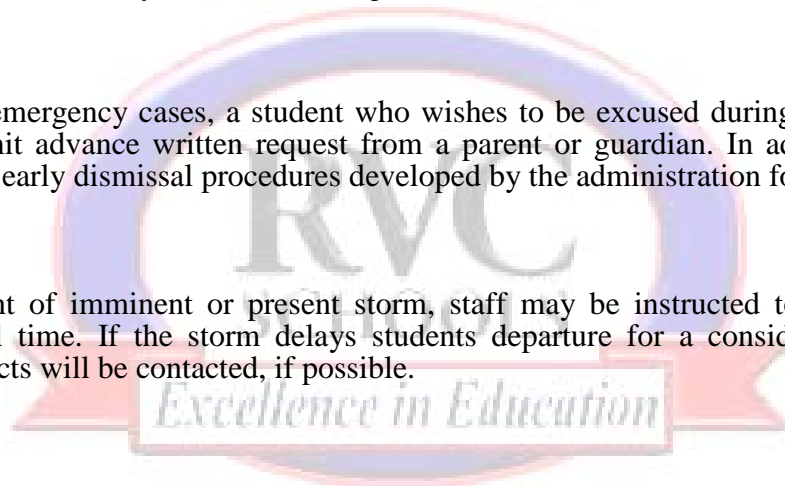 emergency cases, a student who wishes to be excused during
nit advance written request from a parent or guardian. In ad
early dismissal procedures developed by the administration fo
RVC
SCHOOLS
nt of imminent or present storm, staff may be instructed to
l time. If the storm delays students departure for a consid
cts will be contacted, if possible.
Excellence in Education